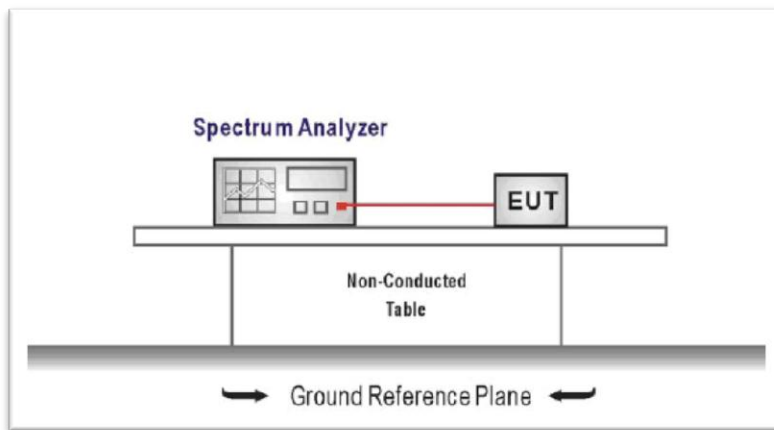 Spectrum Analyzer
EUT
Non-Conducted
Table
Ground Reference Plane